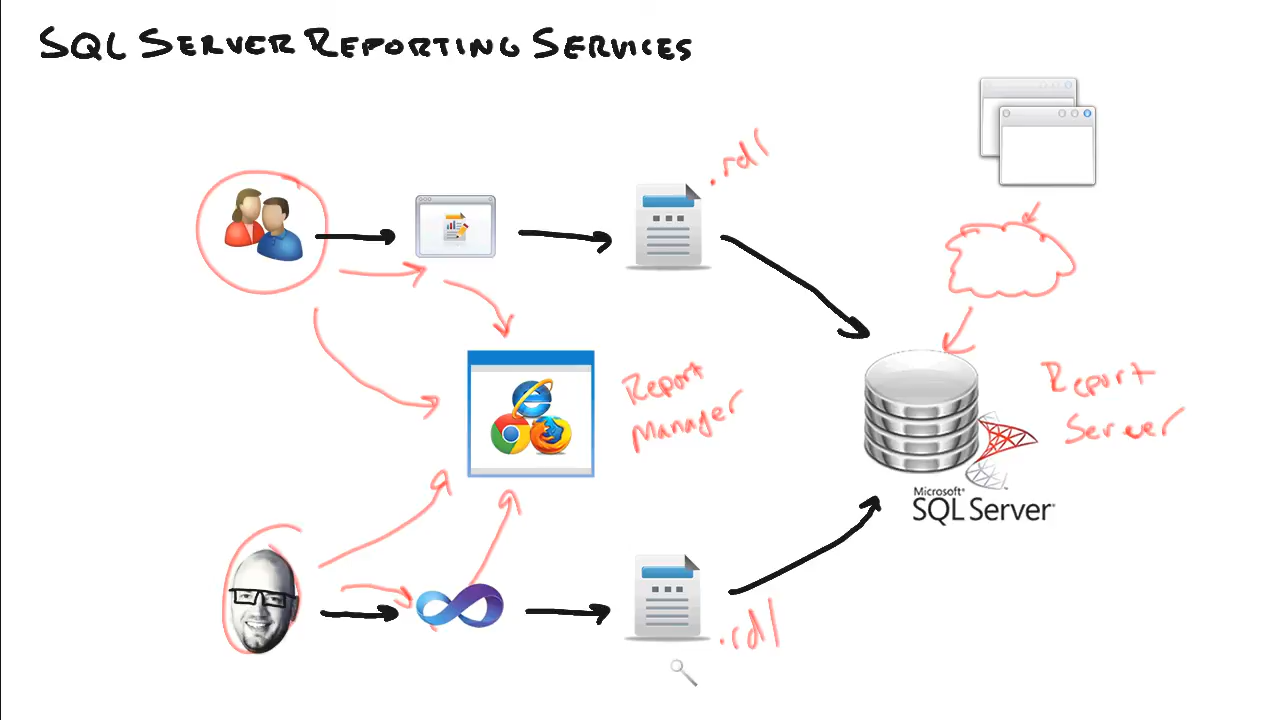 SQL SERVER REPORTING SERVICES
.rdl
Report
Manager
Report
Server
Microsoft®
SQL Server®
.rdl